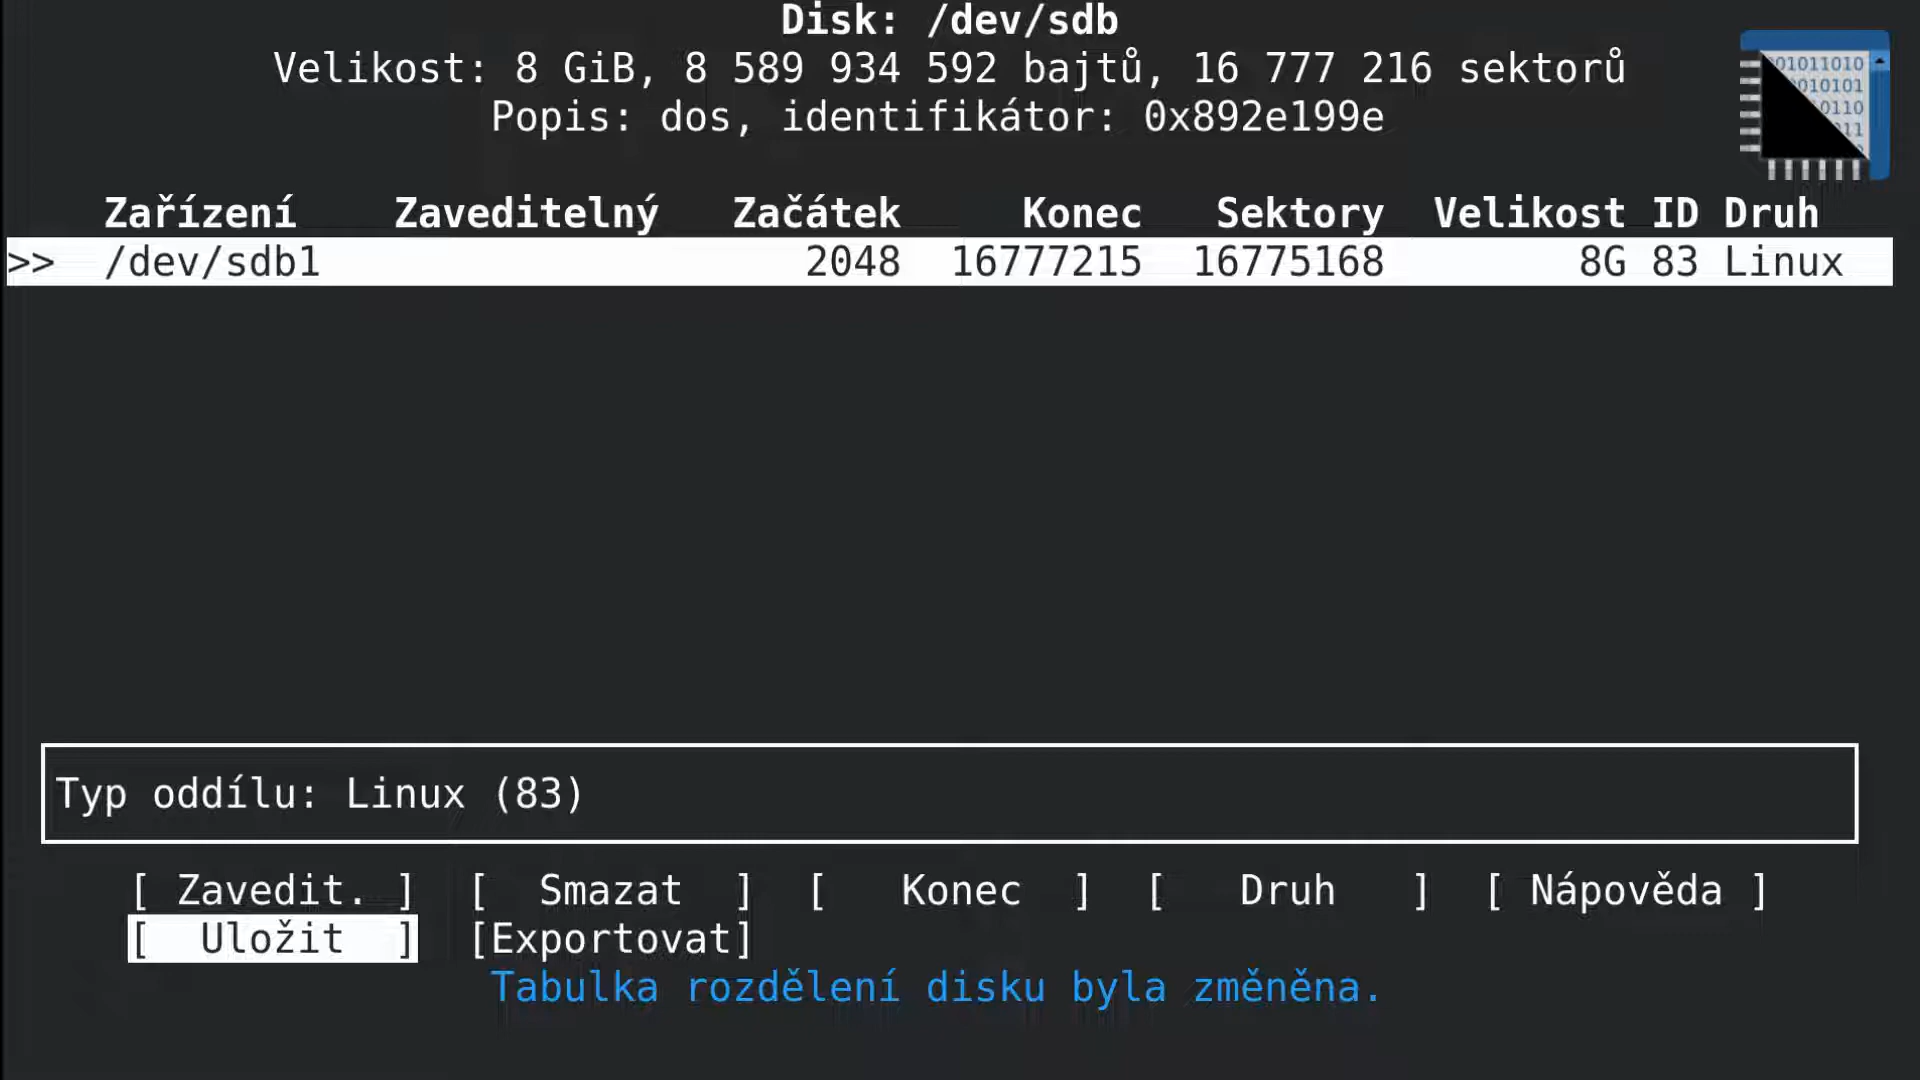 Disk: /dev/sdb
Velikost: 8 GiB, 8 589 934 592 bajtů, 16 777 216 sektorů
Popis: dos, identifikátor: 0x892e199e
Zařízení Zaveditelný Začátek Konec Sektory Velikost ID Druh
>> /dev/sdb1 2048 16777215 16775168 8G 83 Linux
Typ oddílu: Linux (83)
[ Zavedit. ] [ Smazat ] [ Konec ] [ Druh ] [ Nápověda ]
[ Uložit ] [Exportovat]
Tabulka rozdělení disku byla změněna.